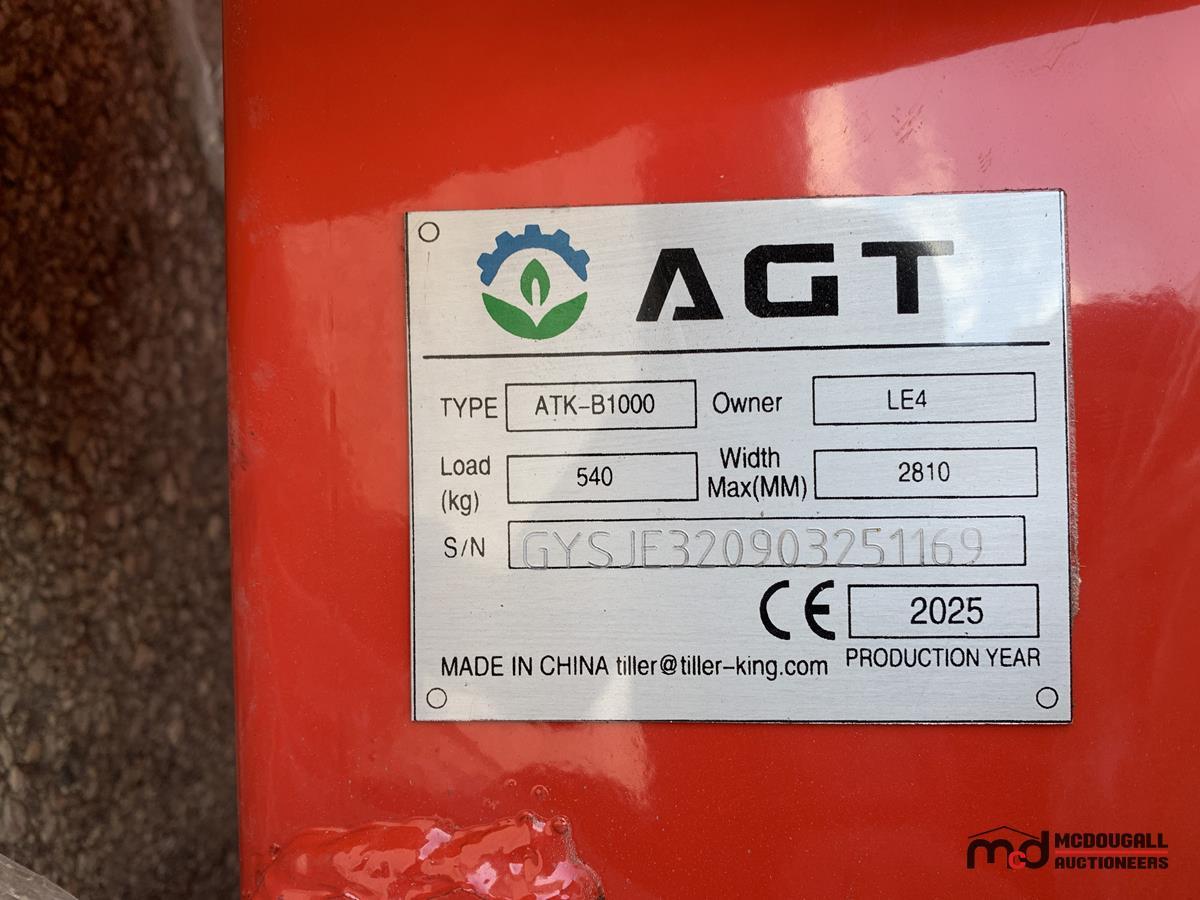 AGT
TYPE ATK-B1000 Owner LE4
Load (kg) 540 Width Max(MM) 2810
S/N GYSJE320903251169
CE 2025
MADE IN CHINA tiller@tiller-king.com PRODUCTION YEAR
mcd MCDOUGALL
AUCTIONEERS